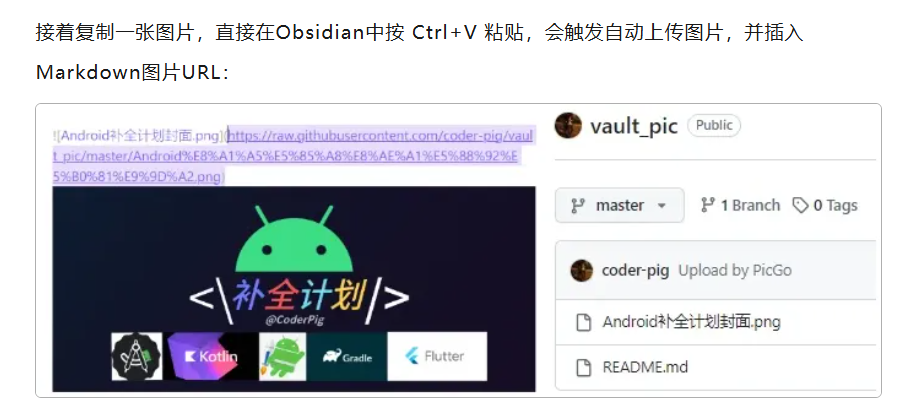 接着复制一张图片，直接在Obsidian中按 Ctrl+V 粘贴，会触发自动上传图片，并插入
Markdown图片URL：
![Android补全计划封面.png](https://raw.githubusercontent.com/coder-pig/vaul
t_pic/master/Android%E8%A1%A5%E5%85%A8%E8%AE%A1%E5%88%92%E
5%B0%81%E9%9D%A2.png)
<\补全计划/>
@CoderPig
Kotlin
Gradle
Flutter
vault_pic Public
master 1 Branch 0 Tags
coder-pig Upload by PicGo
Android补全计划封面.png
README.md